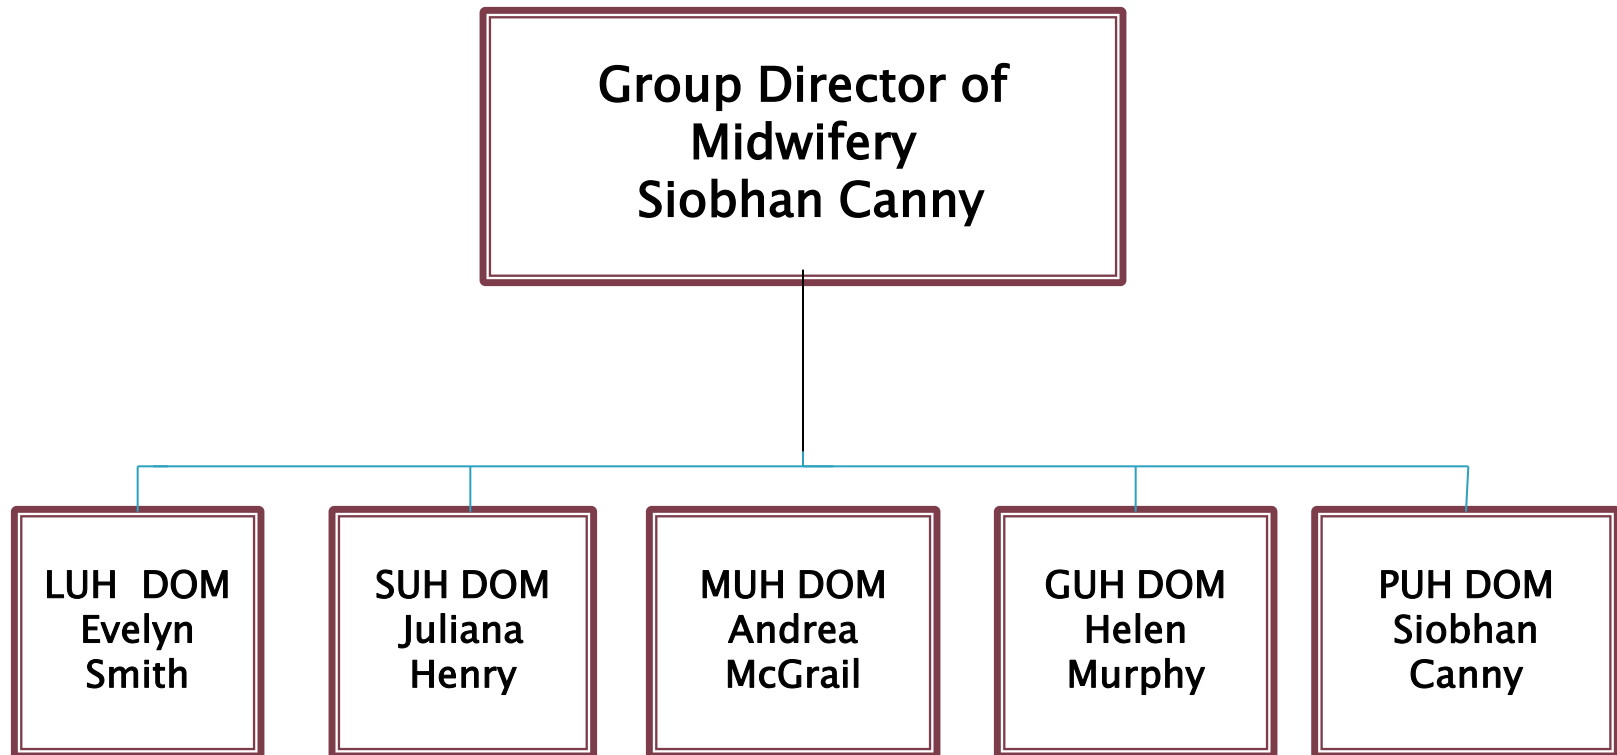 Group Director of
Midwifery
Siobhan Canny
LUH  DOM
Evelyn
Smith
SUH DOM
Juliana
Henry
MUH DOM
Andrea
McGrail
GUH DOM
Helen
Murphy
PUH DOM
Siobhan
Canny